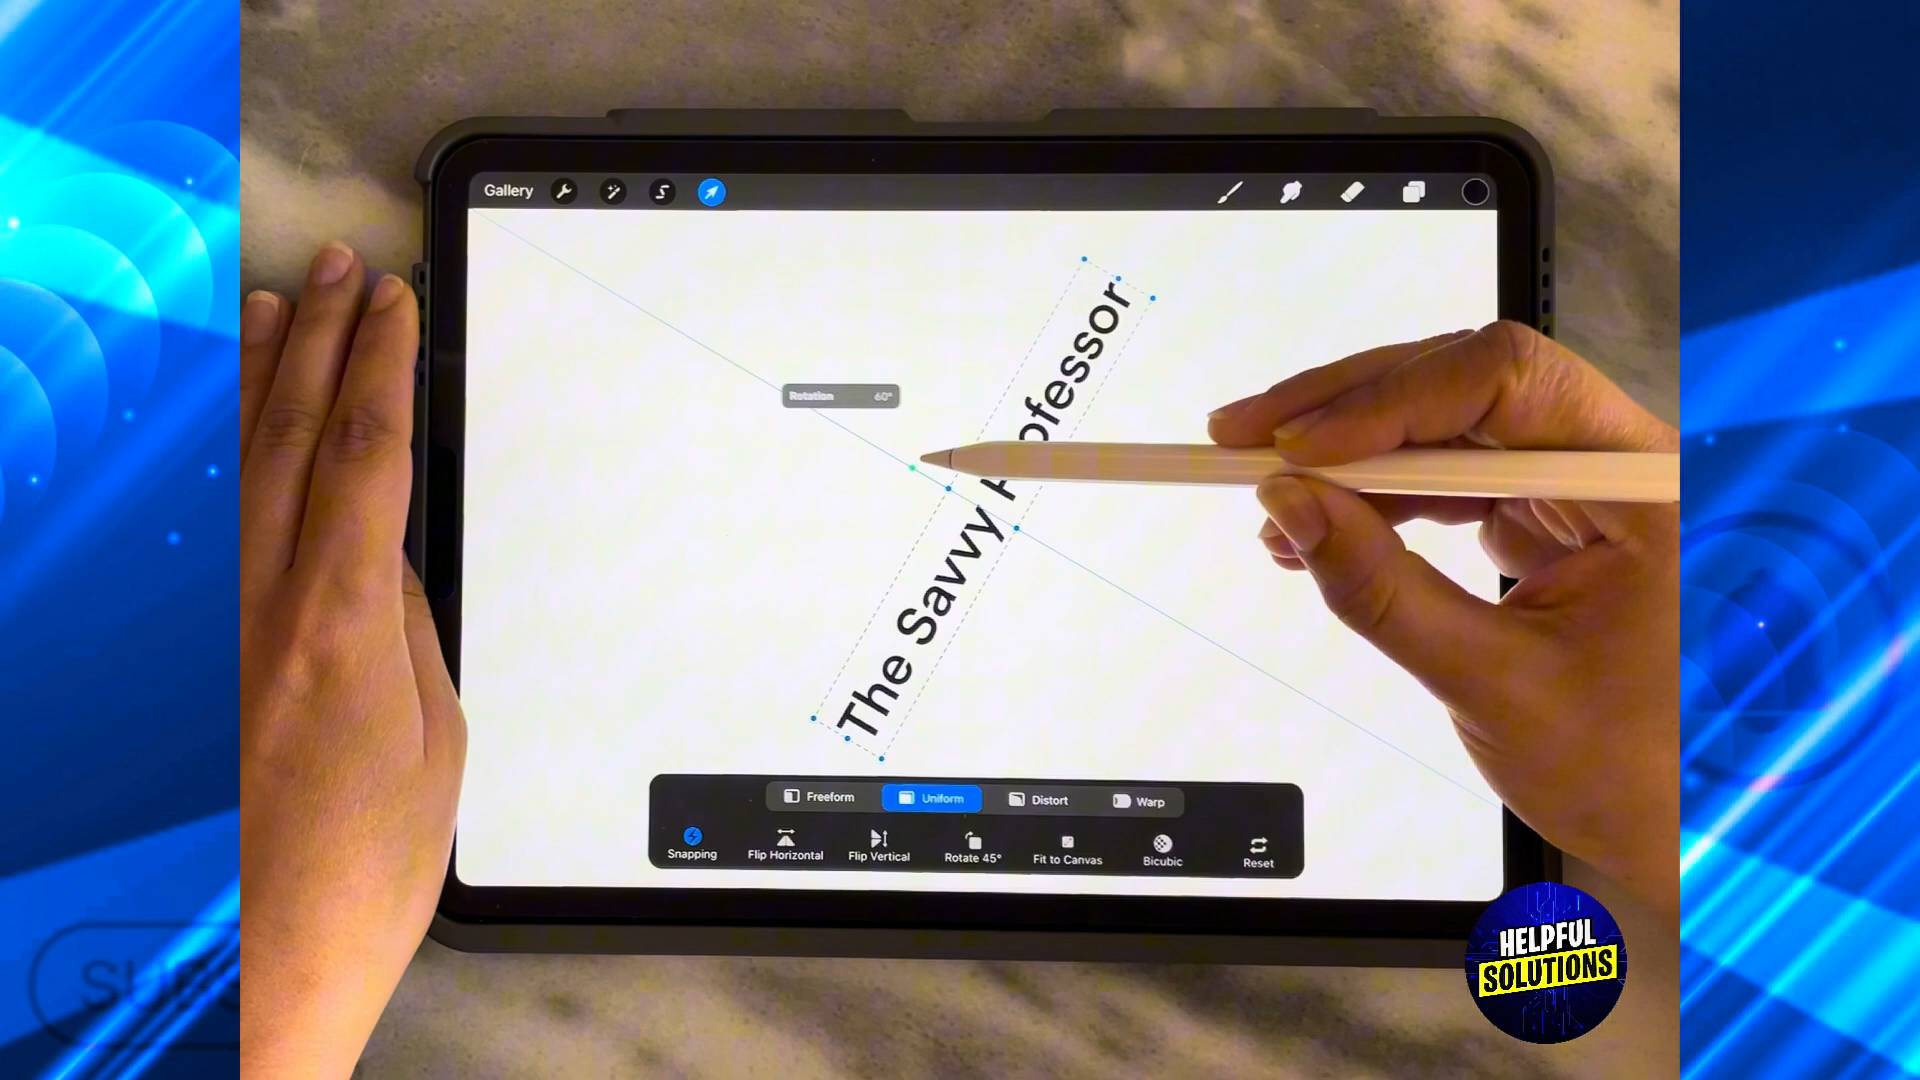 Gallery
Rotation 60°
The Savvy Professor
Freeform
Uniform
Distort
Warp
Snapping
Flip Horizontal
Flip Vertical
Rotate 45°
Fit to Canvas
Bicubic
Reset
HELPFUL
SOLUTIONS